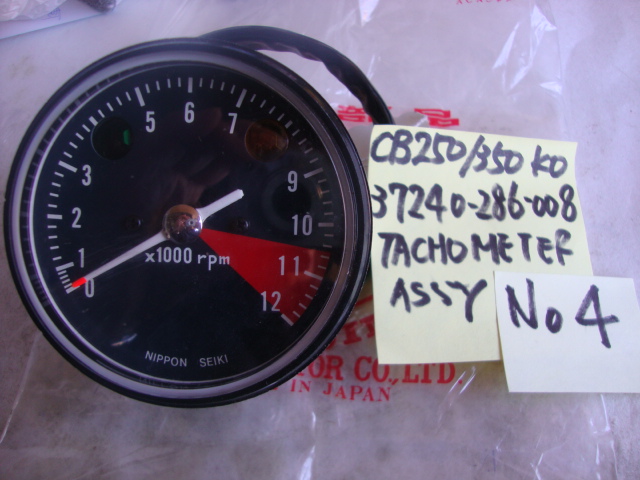 0
1
2
3
5
6
7
9
10
11
12
x1000 rpm
NIPPON SEIKI
CB250/350 K0
37240-286-008
TACHOMETER
ASSY
No 4
CO., LTD.
IN JAPAN